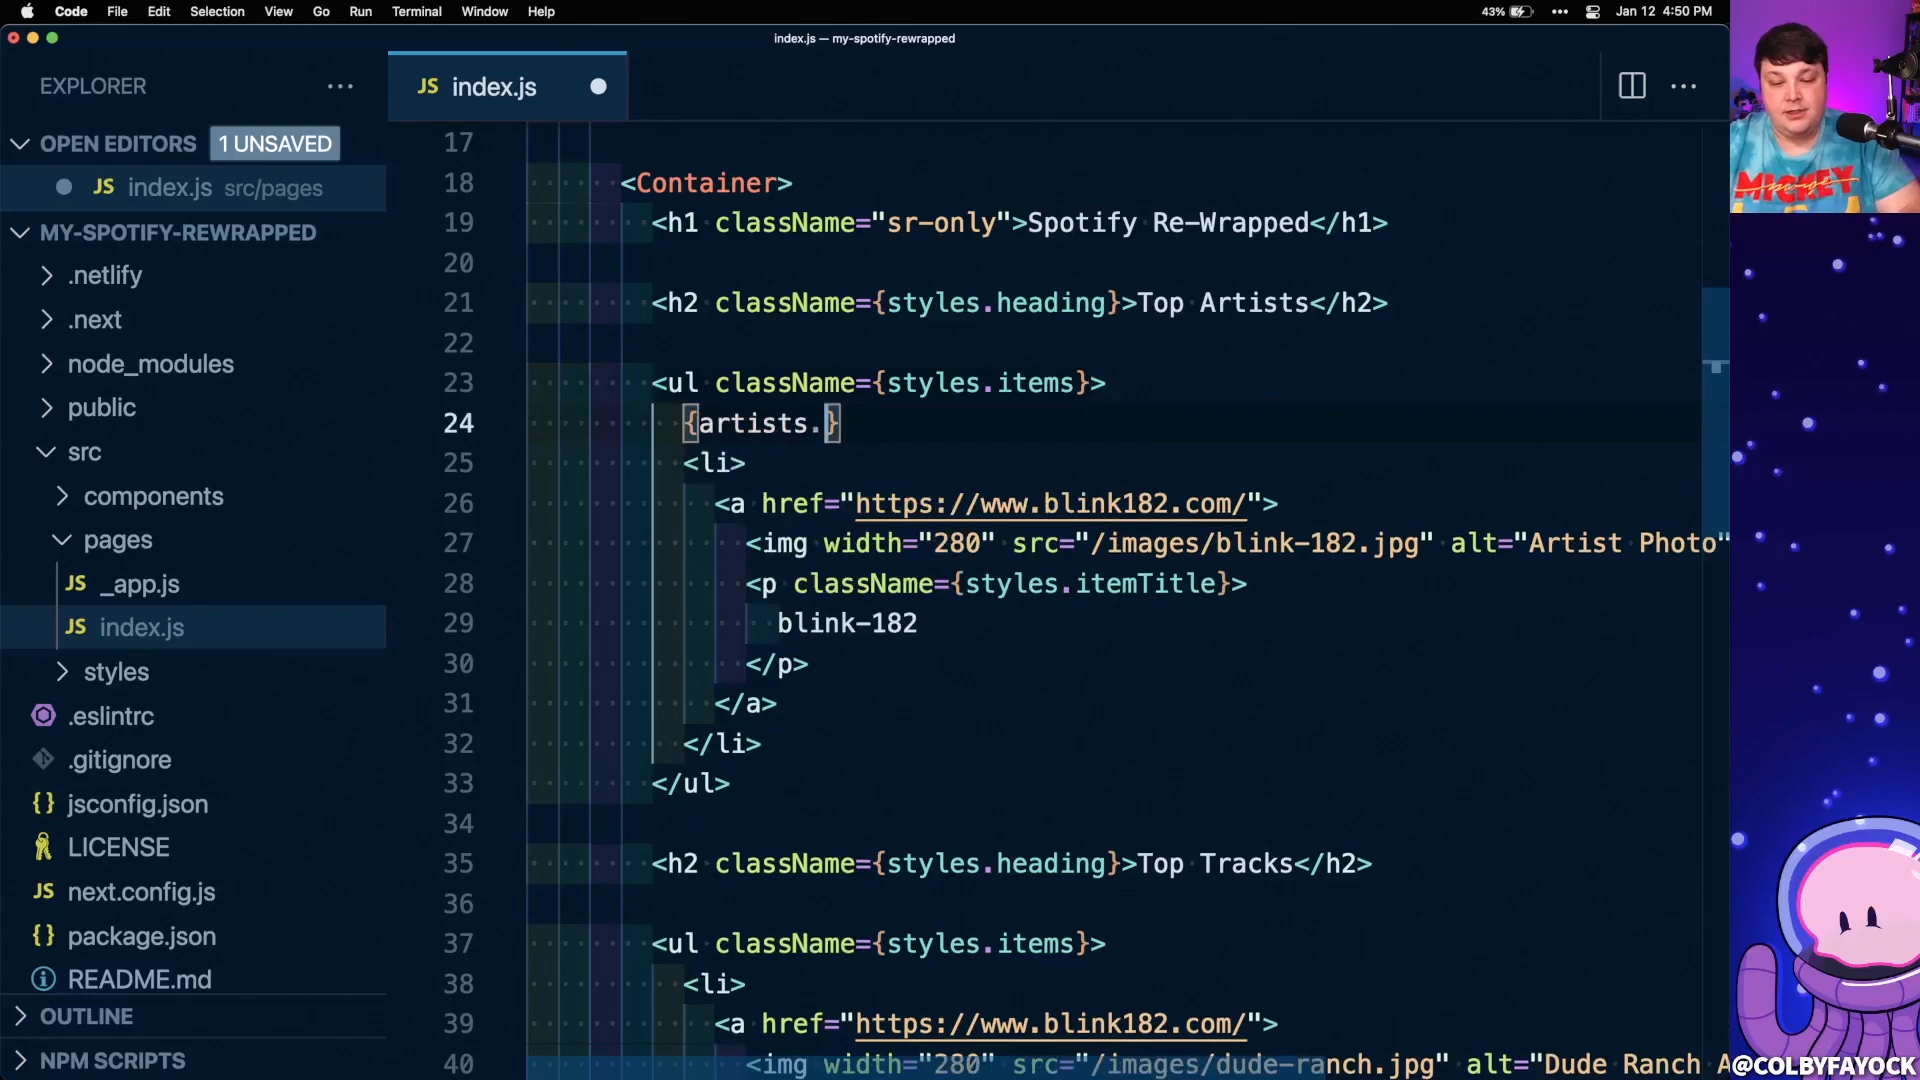 Code File Edit Selection View Go Run Terminal Window Help 43% Jan 12 4:50 PM
index.js — my-spotify-rewrapped
EXPLORER
JS index.js
OPEN EDITORS 1 UNSAVED
JS index.js src/pages
MY-SPOTIFY-REWRAPPED
.netlify
.next
node_modules
public
src
components
pages
JS _app.js
JS index.js
styles
.eslintrc
.gitignore
{} jsconfig.json
LICENSE
JS next.config.js
{} package.json
README.md
OUTLINE
NPM SCRIPTS
17
18 <Container>
19 <h1 className="sr-only">Spotify Re-Wrapped</h1>
20
21 <h2 className={styles.heading}>Top Artists</h2>
22
23 <ul className={styles.items}>
24 {artists.}
25 <li>
26 <a href="https://www.blink182.com/">
27 <img width="280" src="/images/blink-182.jpg" alt="Artist Photo"
28 <p className={styles.itemTitle}>
29 blink-182
30 </p>
31 </a>
32 </li>
33 </ul>
34
35 <h2 className={styles.heading}>Top Tracks</h2>
36
37 <ul className={styles.items}>
38 <li>
39 <a href="https://www.blink182.com/">
40 <img width="280" src="/images/dude-ranch.jpg" alt="Dude Ranch A
MICKEY
@COLBYFAYOCK